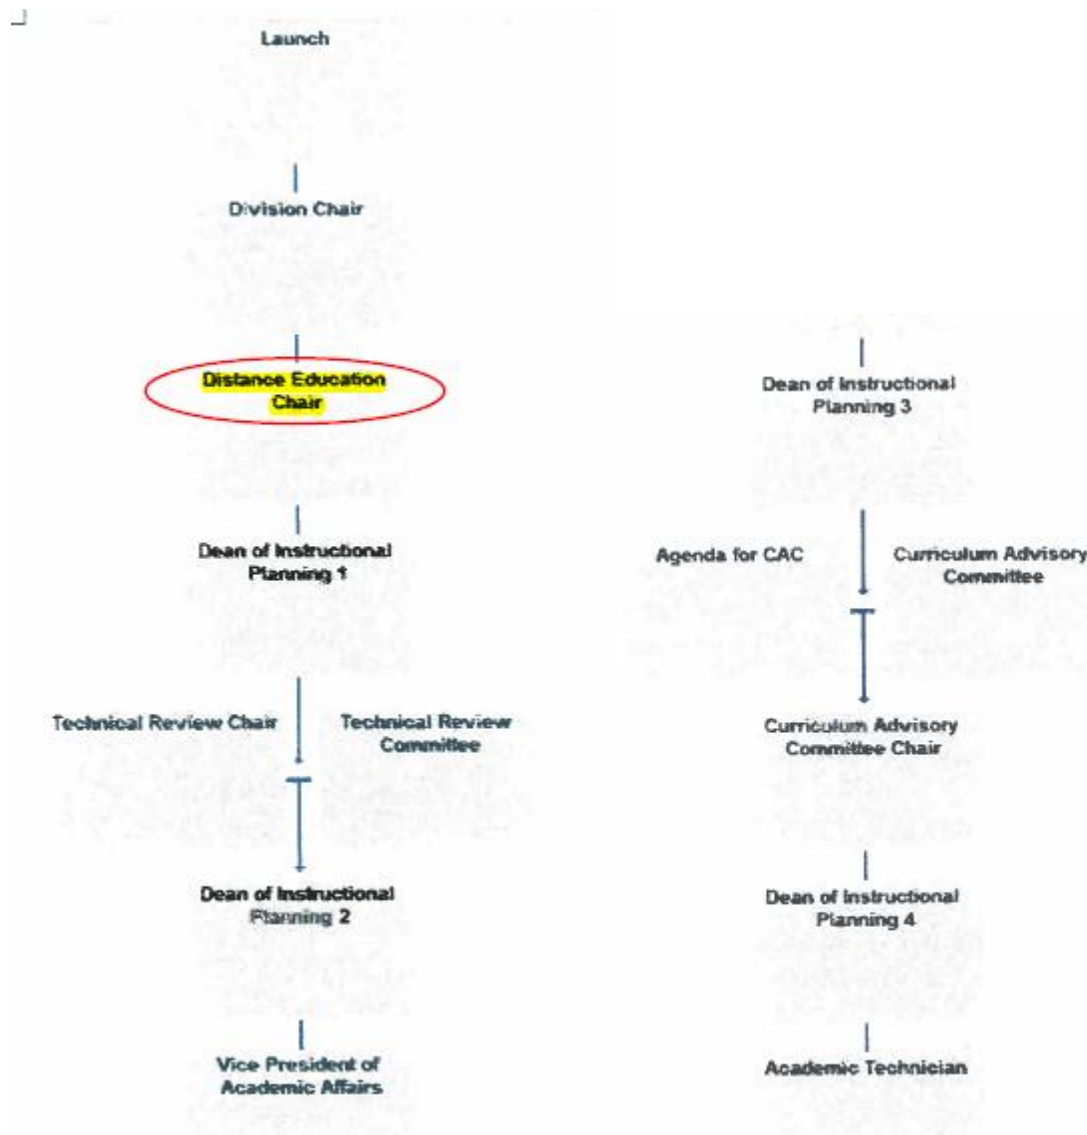 Launch
Division Chair
Distance Education
Chair
Dean of Instructional
Planning 1
Technical Review Chair
Technical Review
Committee
Dean of Instructional
Planning 2
Vice President of
Academic Affairs
Dean of Instructional
Planning 3
Agenda for CAC
Curriculum Advisory
Committee
Curriculum Advisory
Committee Chair
Dean of Instructional
Planning 4
Academic Technician